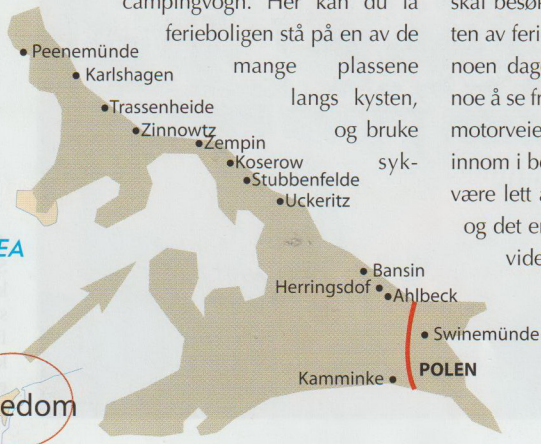 campingvogn. Her kan du få
ferieboligen stå på en av de
mange plassene
langs kysten,
og bruke
syk-
skal besøk
ten av feri
noen dag
noe å se fr
motorveie
innom i be
være lett å
og det er
vide
Peenemünde
Karlshagen
Trassenheide
Zinnowtz
Zempin
Koserow
Stubbenfelde
Uckeritz
Bansin
Herringsdof
Ahlbeck
Swinemünde
POLEN
Kamminke
EA
edom